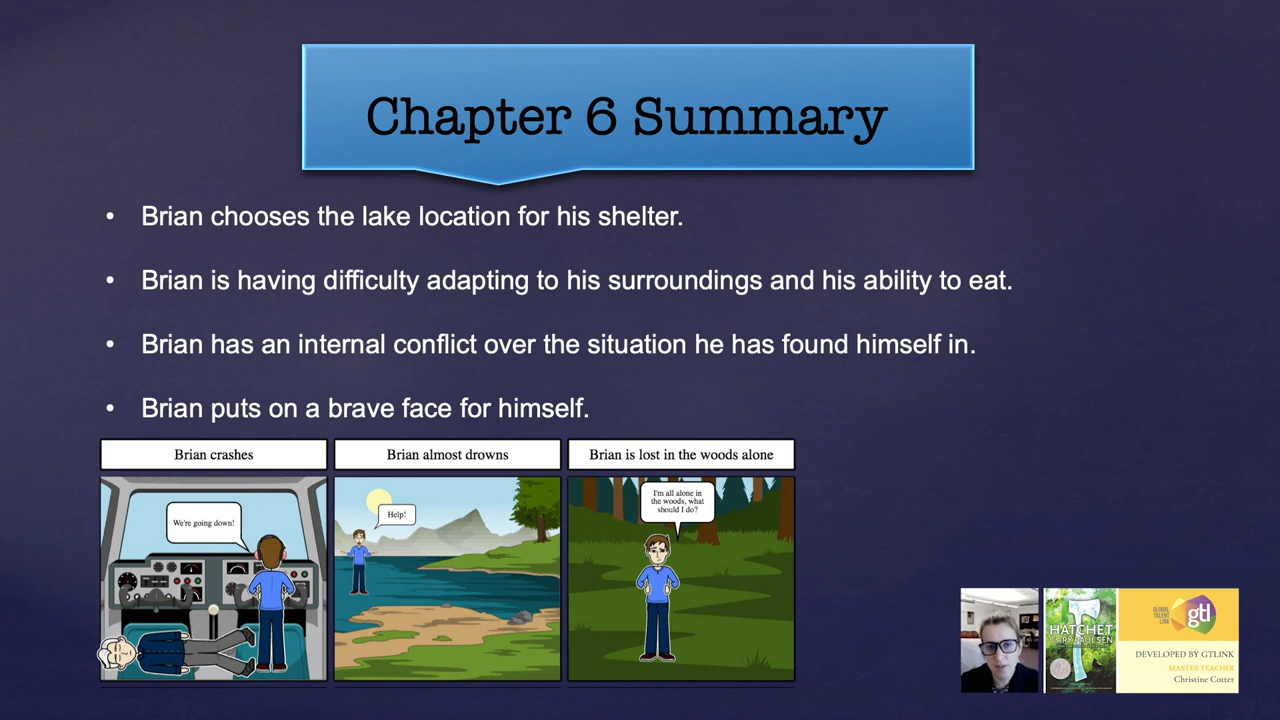 Chapter 6 Summary
• Brian chooses the lake location for his shelter.
• Brian is having difficulty adapting to his surroundings and his ability to eat.
• Brian has an internal conflict over the situation he has found himself in.
• Brian puts on a brave face for himself.
Brian crashes
Brian almost drowns
Brian is lost in the woods alone
We're going down!
Help!
I'm all alone in
the woods, what
should I do?
HATCHET
GARY PAULSEN
GLOBAL
TALENT
LINK
gtl
DEVELOPED BY GTLINK
MASTER TEACHER
Christine Cotter